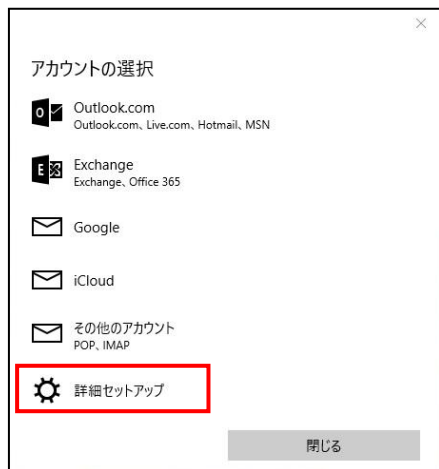 アカウントの選択
Outlook.com
Outlook.com、Live.com、Hotmail、MSN
Exchange
Exchange、Office 365
Google
iCloud
その他のアカウント
POP、IMAP
詳細セットアップ
閉じる